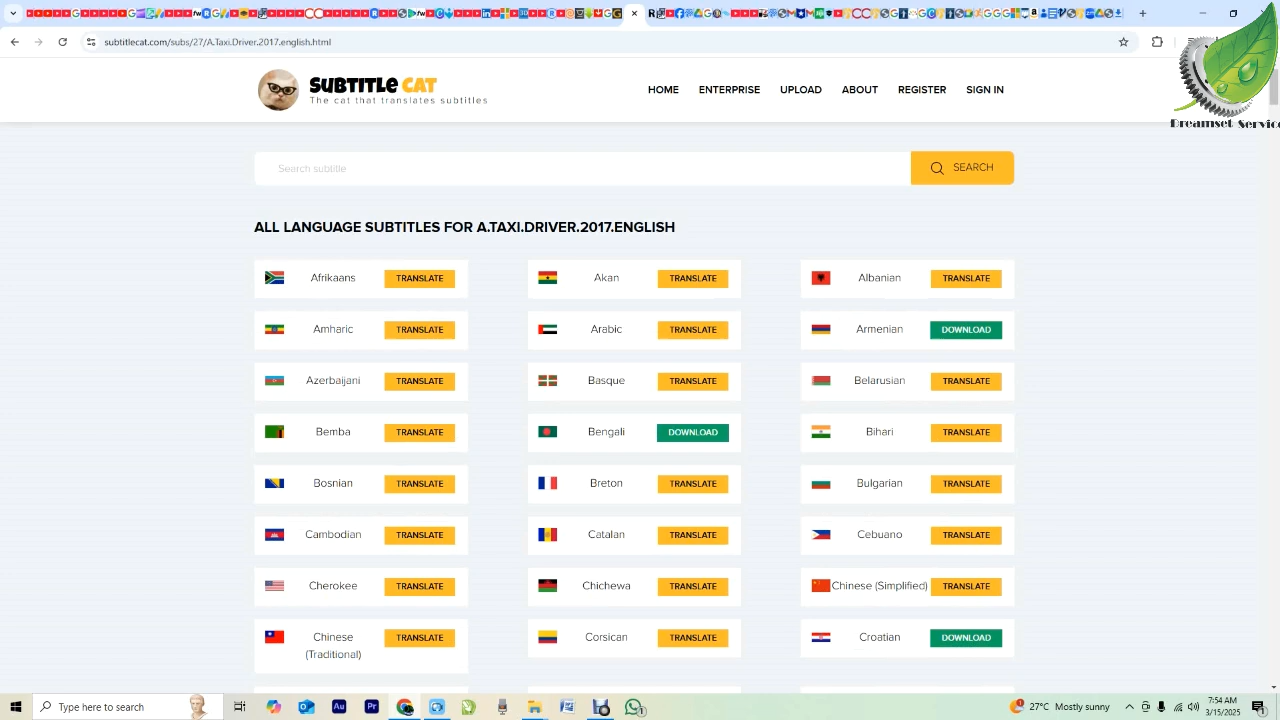 subtitlecat.com/subs/27/A.Taxi.Driver.2017.english.html
SUBTITLE CAT
The cat that translates subtitles
HOME ENTERPRISE UPLOAD ABOUT REGISTER SIGN IN
Dreamset Service
Search subtitle
SEARCH
ALL LANGUAGE SUBTITLES FOR A.TAXI.DRIVER.2017.ENGLISH
Afrikaans TRANSLATE Akan TRANSLATE Albanian TRANSLATE
Amharic TRANSLATE Arabic TRANSLATE Armenian DOWNLOAD
Azerbaijani TRANSLATE Basque TRANSLATE Belarusian TRANSLATE
Bemba TRANSLATE Bengali DOWNLOAD Bihari TRANSLATE
Bosnian TRANSLATE Breton TRANSLATE Bulgarian TRANSLATE
Cambodian TRANSLATE Catalan TRANSLATE Cebuano TRANSLATE
Cherokee TRANSLATE Chichewa TRANSLATE Chinese (Simplified) TRANSLATE
Chinese TRANSLATE Corsican TRANSLATE Croatian DOWNLOAD
(Traditional)
Type here to search
27°C Mostly sunny
7:54 AM
3/15/2025